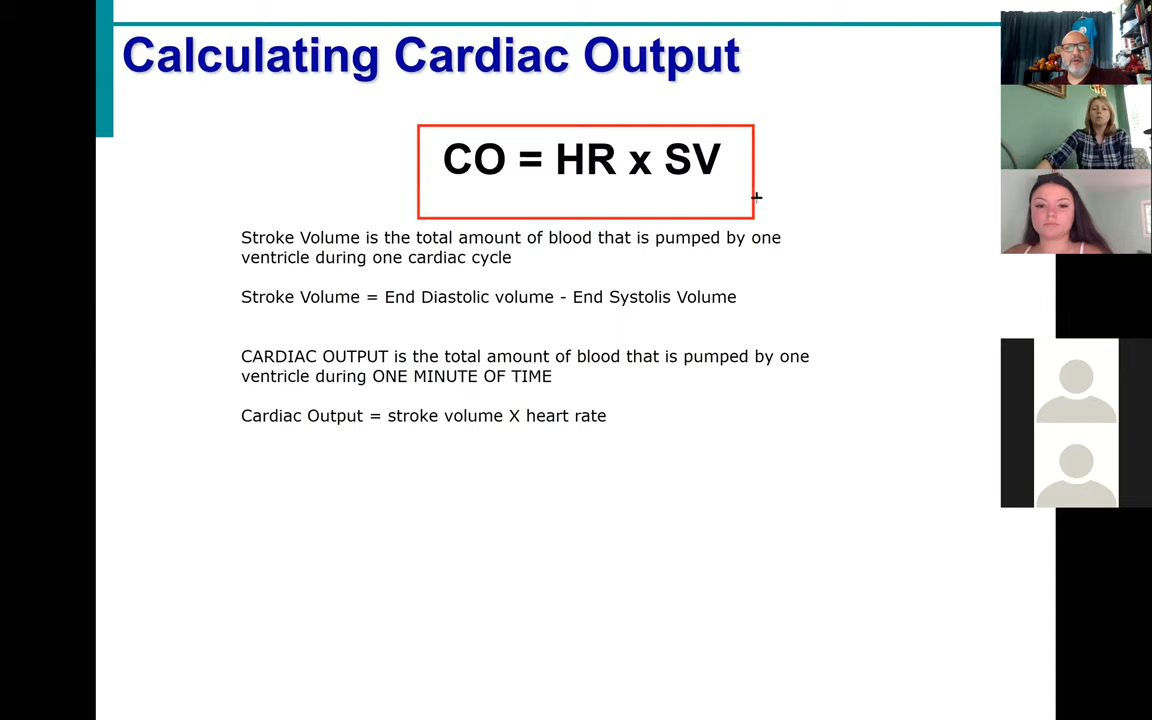 Calculating Cardiac Output
CO = HR x SV
Stroke Volume is the total amount of blood that is pumped by one
ventricle during one cardiac cycle
Stroke Volume = End Diastolic volume - End Systolis Volume
CARDIAC OUTPUT is the total amount of blood that is pumped by one
ventricle during ONE MINUTE OF TIME
Cardiac Output = stroke volume X heart rate